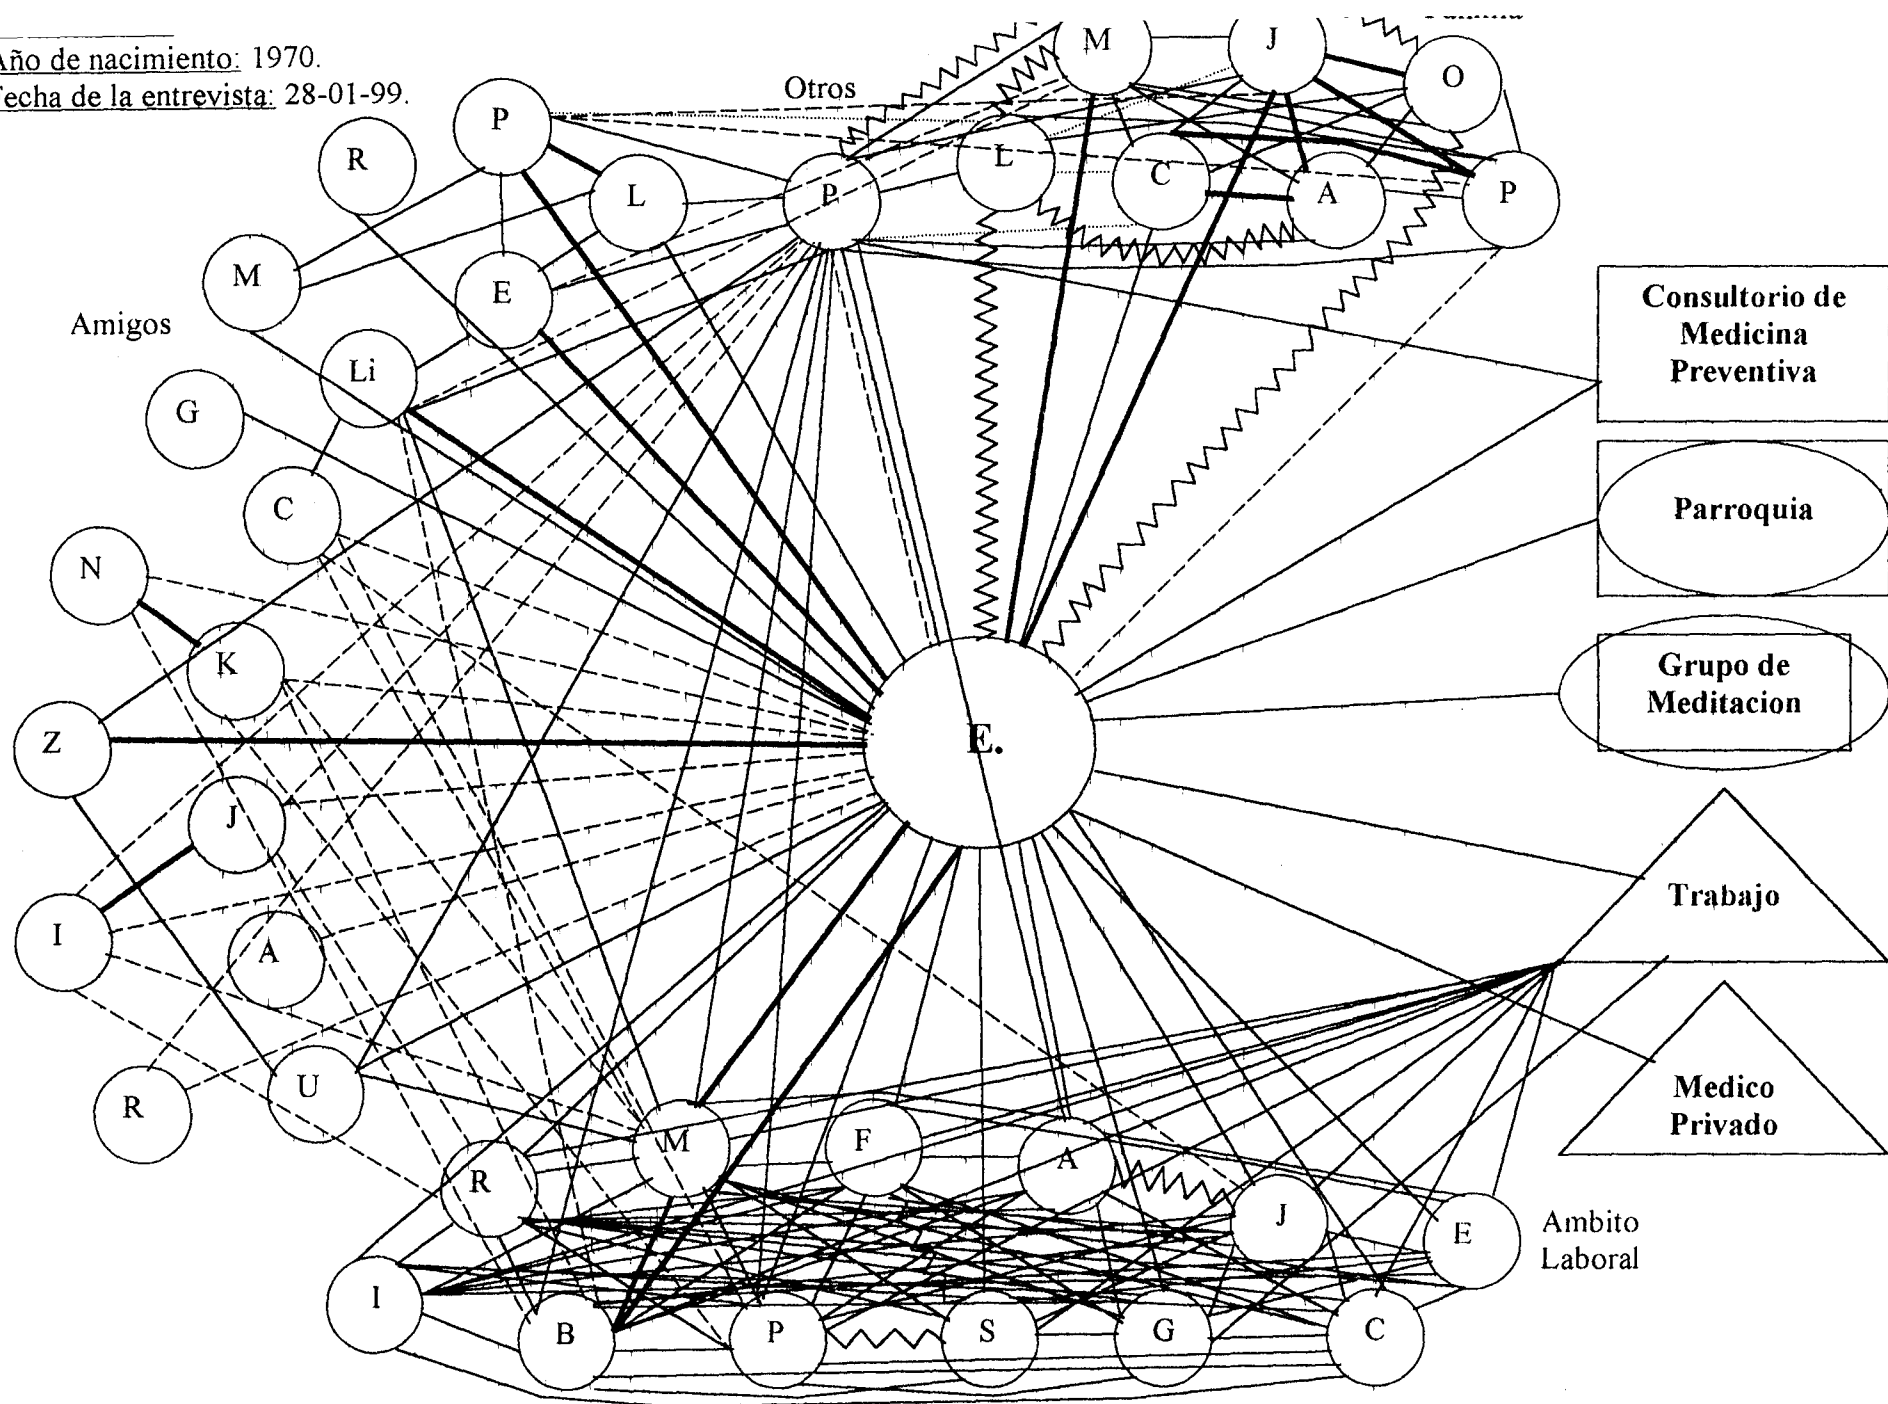 Año de nacimiento: 1970.
Fecha de la entrevista: 28-01-99.
Otros
M
J
O
P
R
L
P
L
C
A
P
M
E
Amigos
Li
G
C
N
K
Z
J
I
A
R
U
E.
Consultorio de
Medicina
Preventiva
Parroquia
Grupo de
Meditacion
Trabajo
Medico
Privado
R
M
F
A
J
E
Ambito
Laboral
I
B
P
S
G
C